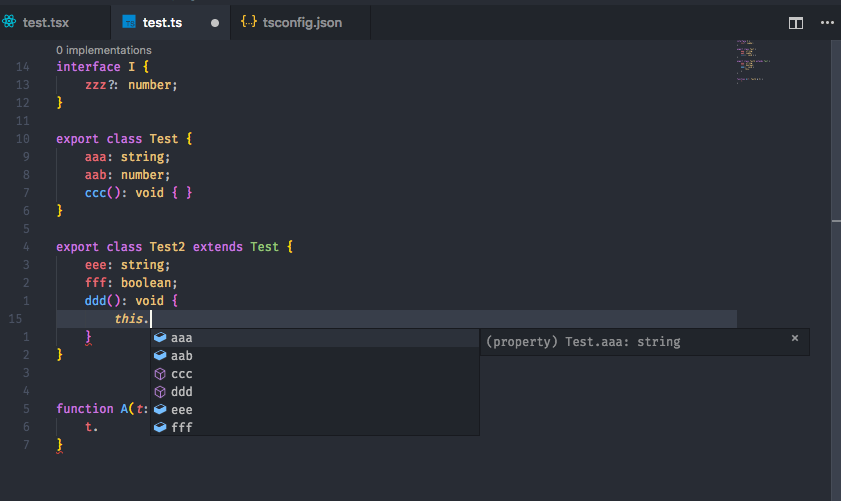 test.tsx
TS test.ts
{..} tsconfig.json
0 implementations
14 interface I {
13 zzz?: number;
12 }
11
10 export class Test {
9 aaa: string;
8 aab: number;
7 ccc(): void { }
6 }
5
4 export class Test2 extends Test {
3 eee: string;
2 fff: boolean;
1 ddd(): void {
15 this.
1 }
2 }
3
4
5 function A(t:
6 t.
7 }
aaa
aab
ccc
ddd
eee
fff
(property) Test.aaa: string ×